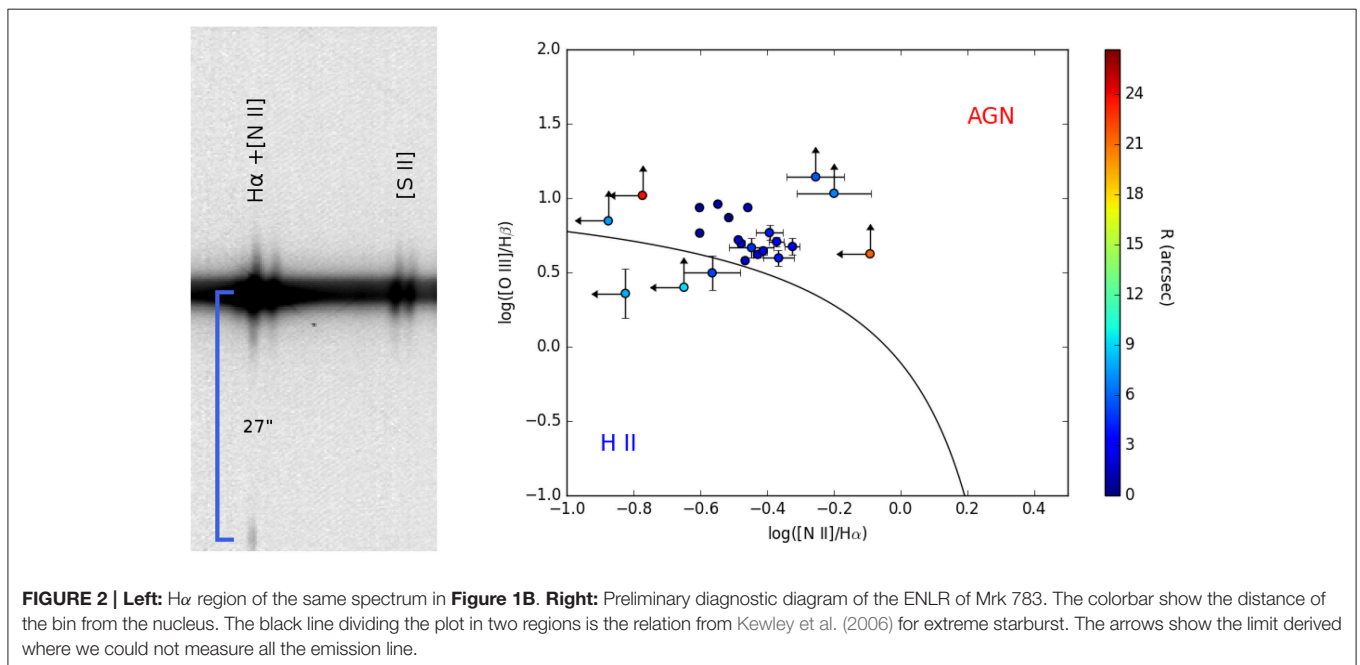 Hα +[N II]
[S II]
27"
2.0
1.5
1.0
0.5
0.0
−0.5
−1.0
log([O III]/Hβ)
AGN
H II
−1.0 −0.8 −0.6 −0.4 −0.2 0.0 0.2 0.4
log([N II]/Hα)
24
21
18
15
12
9
6
3
0
R (arcsec)
FIGURE 2 | Left: Hα region of the same spectrum in Figure 1B. Right: Preliminary diagnostic diagram of the ENLR of Mrk 783. The colorbar show the distance of
the bin from the nucleus. The black line dividing the plot in two regions is the relation from Kewley et al. (2006) for extreme starburst. The arrows show the limit derived
where we could not measure all the emission line.